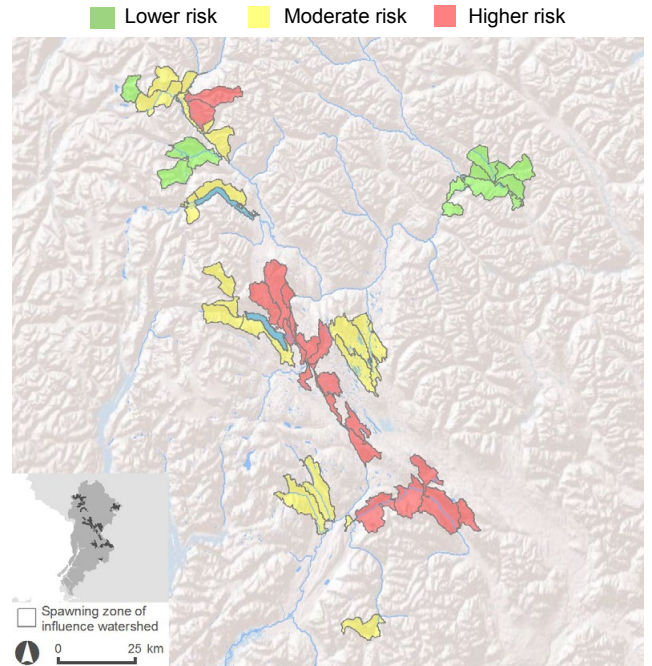 Lower risk Moderate risk Higher risk
Spawning zone of
influence watershed
0 25 km